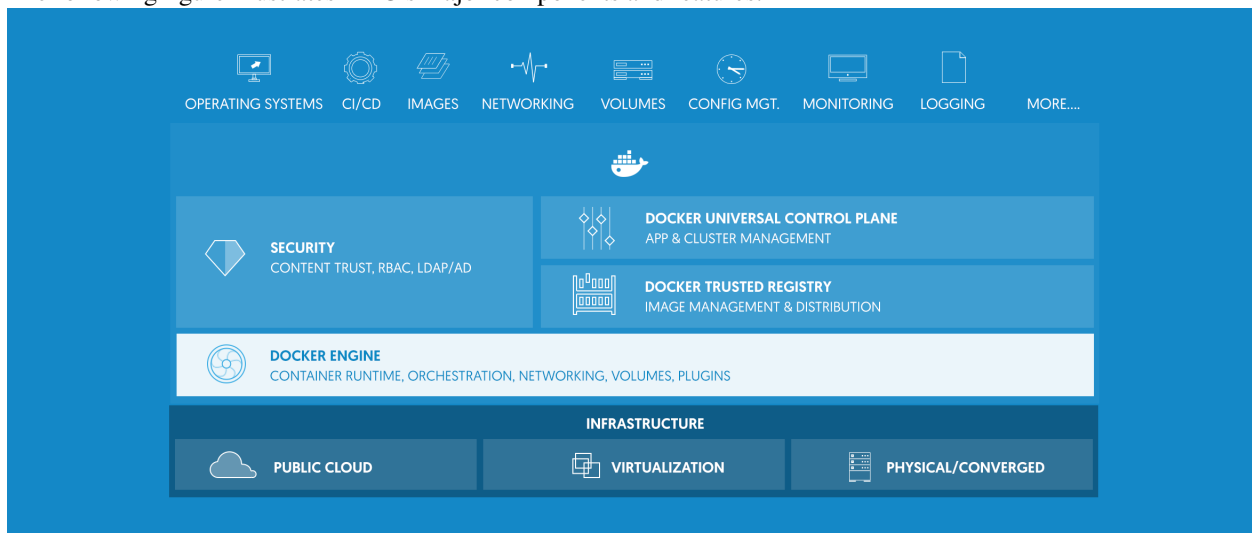 OPERATING SYSTEMS CI/CD IMAGES NETWORKING VOLUMES CONFIG MGT. MONITORING LOGGING MORE....
SECURITY
CONTENT TRUST, RBAC, LDAP/AD
DOCKER UNIVERSAL CONTROL PLANE
APP & CLUSTER MANAGEMENT
DOCKER TRUSTED REGISTRY
IMAGE MANAGEMENT & DISTRIBUTION
DOCKER ENGINE
CONTAINER RUNTIME, ORCHESTRATION, NETWORKING, VOLUMES, PLUGINS
INFRASTRUCTURE
PUBLIC CLOUD VIRTUALIZATION PHYSICAL/CONVERGED